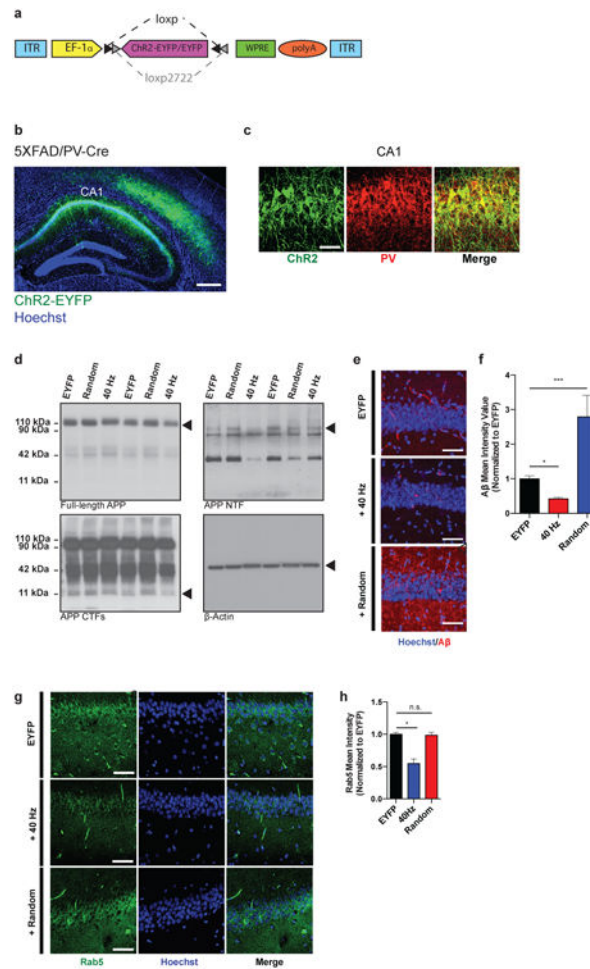 a
loxp
ITR
EF-1α
ChR2-EYFP/EYFP
WPRE
polyA
ITR
loxp2722
b
5XFAD/PV-Cre
CA1
ChR2-EYFP
Hoechst
c
CA1
ChR2
PV
Merge
d
EYFP
Random
40 Hz
EYFP
Random
40 Hz
110 kDa
90 kDa
42 kDa
11 kDa
Full-length APP
EYFP
Random
40 Hz
EYFP
Random
40 Hz
APP NTF
110 kDa
90 kDa
42 kDa
11 kDa
APP CTFs
β-Actin
e
EYFP
+ 40 Hz
+ Random
Hoechst/Aβ
f
Aβ Mean Intensity Value
(Normalized to EYFP)
4
3
2
1
0
***
*
EYFP
40 Hz
Random
g
EYFP
+ 40 Hz
+ Random
Rab5
Hoechst
Merge
h
Rab5 Mean Intensity
(Normalized to EYFP)
1.5
1.0
0.5
0.0
n.s.
*
EYFP
40Hz
Random